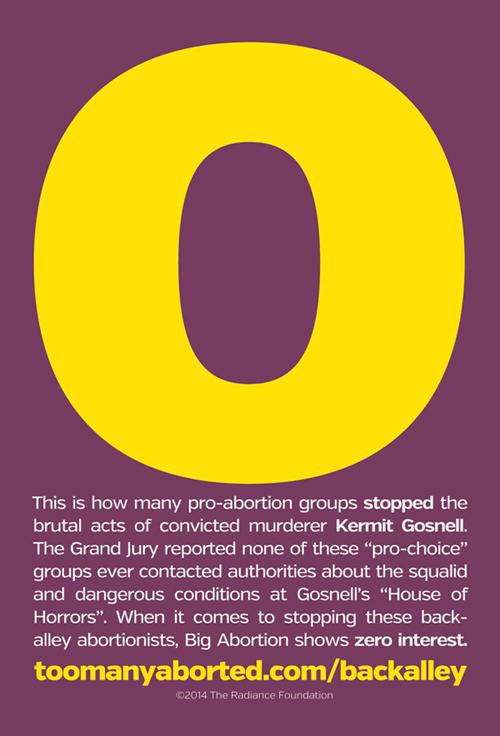 0
This is how many pro-abortion groups stopped the
brutal acts of convicted murderer Kermit Gosnell.
The Grand Jury reported none of these “pro-choice”
groups ever contacted authorities about the squalid
and dangerous conditions at Gosnell’s “House of
Horrors”. When it comes to stopping these back-
alley abortionists, Big Abortion shows zero interest.
toomanyaborted.com/backalley
©2014 The Radiance Foundation